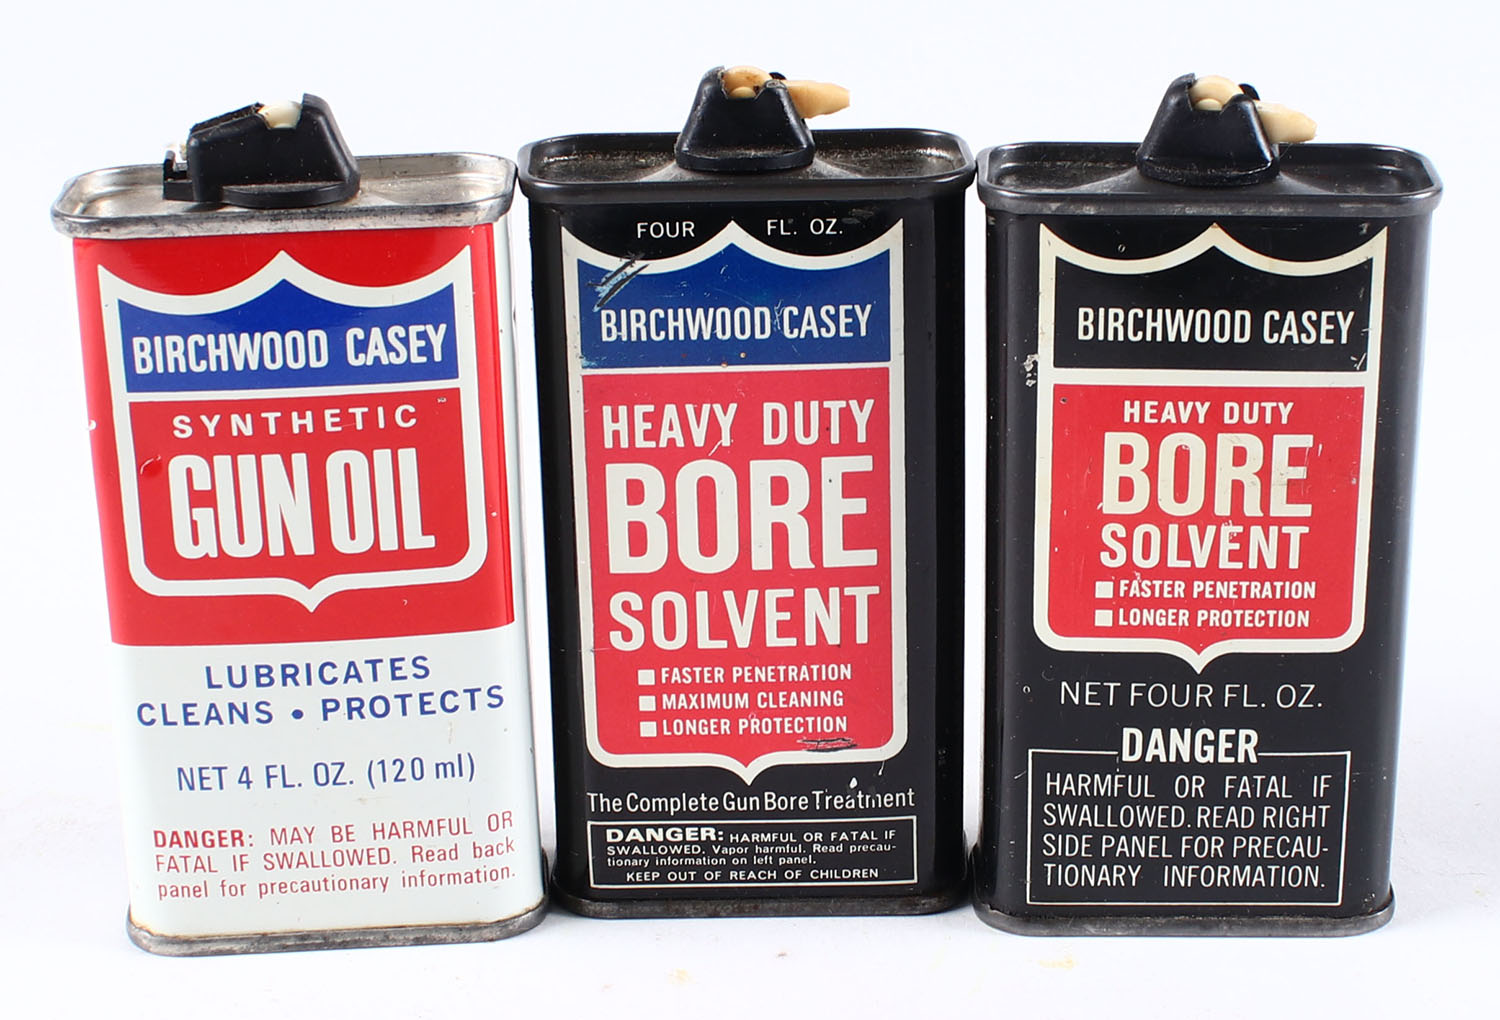 BIRCHWOOD CASEY
SYNTHETIC
GUN OIL
LUBRICATES
CLEANS • PROTECTS
NET 4 FL. OZ. (120 ml)
DANGER: MAY BE HARMFUL OR
FATAL IF SWALLOWED. Read back
panel for precautionary information.
FOUR FL. OZ.
BIRCHWOOD CASEY
HEAVY DUTY
BORE
SOLVENT
FASTER PENETRATION
MAXIMUM CLEANING
LONGER PROTECTION
The Complete Gun Bore Treatment
DANGER: HARMFUL OR FATAL IF
SWALLOWED. Vapor harmful. Read precau-
tionary information on left panel.
KEEP OUT OF REACH OF CHILDREN
BIRCHWOOD CASEY
HEAVY DUTY
BORE
SOLVENT
FASTER PENETRATION
LONGER PROTECTION
NET FOUR FL. OZ.
DANGER
HARMFUL OR FATAL IF
SWALLOWED. READ RIGHT
SIDE PANEL FOR PRECAU-
TIONARY INFORMATION.